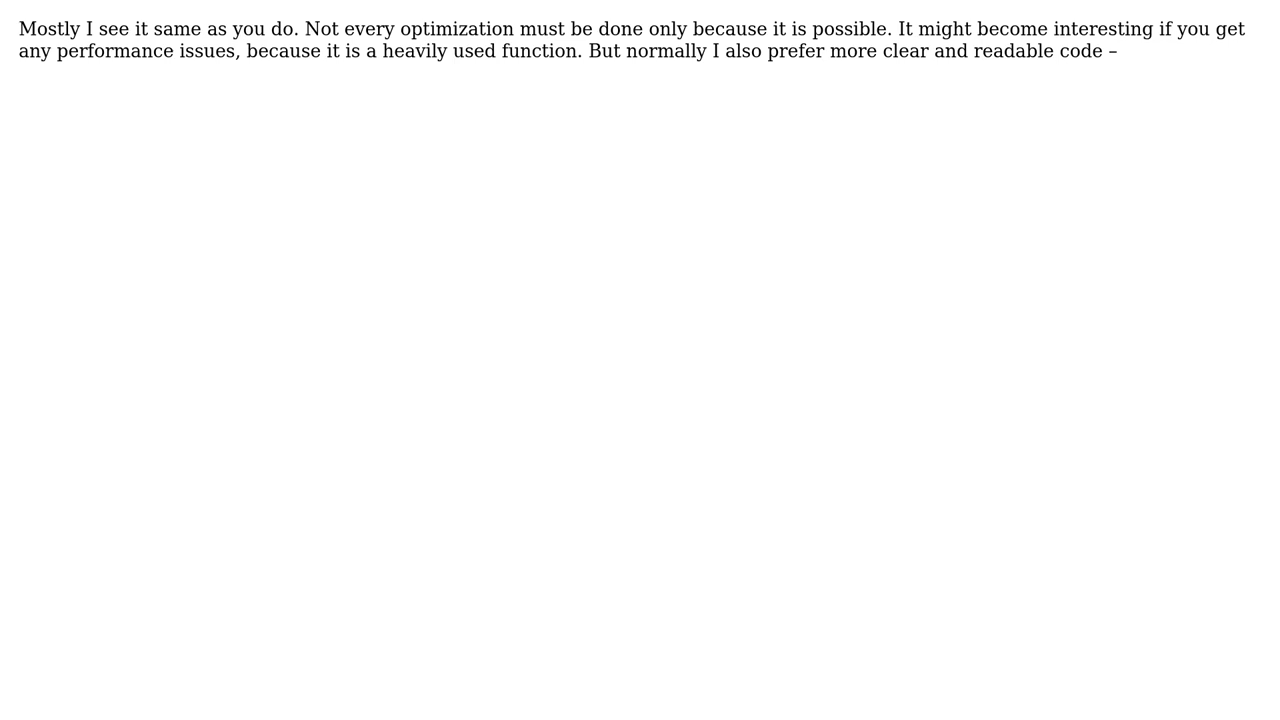 Mostly I see it same as you do. Not every optimization must be done only because it is possible. It might become interesting if you get
any performance issues, because it is a heavily used function. But normally I also prefer more clear and readable code –